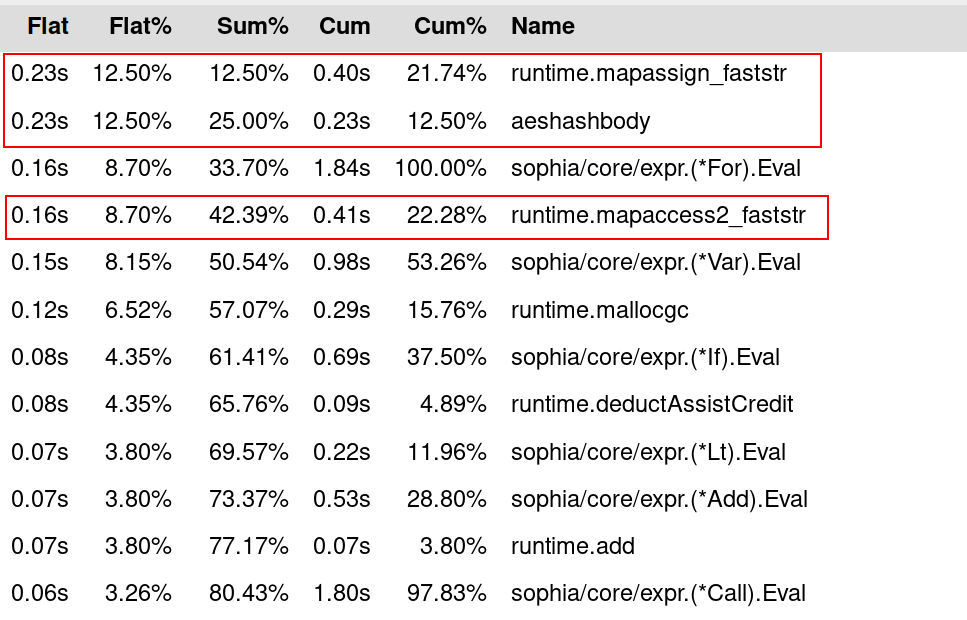 Flat Flat% Sum% Cum Cum% Name
0.23s 12.50% 12.50% 0.40s 21.74% runtime.mapassign_faststr
0.23s 12.50% 25.00% 0.23s 12.50% aeshashbody
0.16s 8.70% 33.70% 1.84s 100.00% sophia/core/expr.(*For).Eval
0.16s 8.70% 42.39% 0.41s 22.28% runtime.mapaccess2_faststr
0.15s 8.15% 50.54% 0.98s 53.26% sophia/core/expr.(*Var).Eval
0.12s 6.52% 57.07% 0.29s 15.76% runtime.mallocgc
0.08s 4.35% 61.41% 0.69s 37.50% sophia/core/expr.(*If).Eval
0.08s 4.35% 65.76% 0.09s 4.89% runtime.deductAssistCredit
0.07s 3.80% 69.57% 0.22s 11.96% sophia/core/expr.(*Lt).Eval
0.07s 3.80% 73.37% 0.53s 28.80% sophia/core/expr.(*Add).Eval
0.07s 3.80% 77.17% 0.07s 3.80% runtime.add
0.06s 3.26% 80.43% 1.80s 97.83% sophia/core/expr.(*Call).Eval